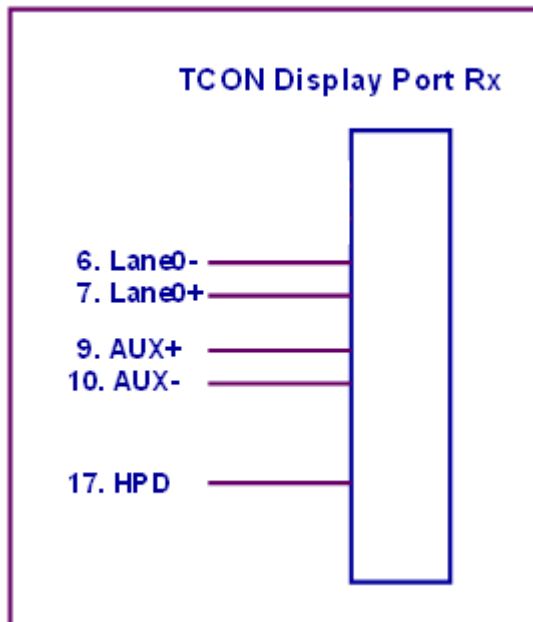 TCON Display Port Rx
6. Lane0-
7. Lane0+
9. AUX+
10. AUX-
17. HPD